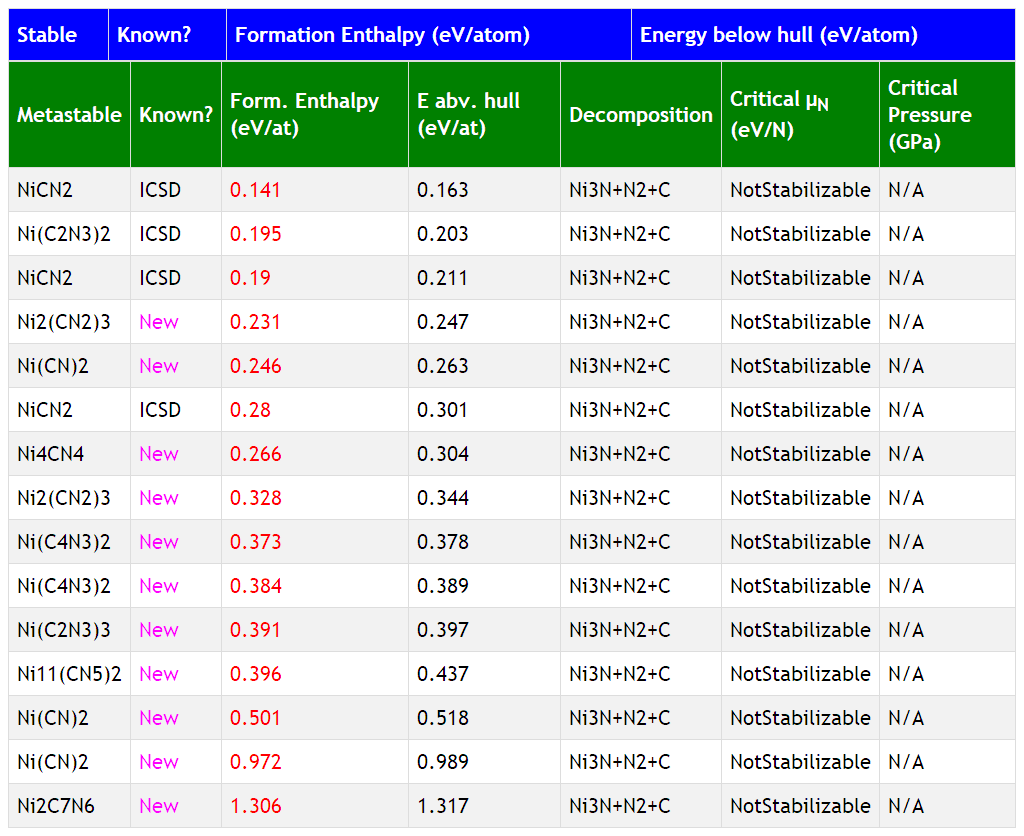 Stable Known? Formation Enthalpy (eV/atom) Energy below hull (eV/atom)
Metastable Known? Form. Enthalpy (eV/at) E abv. hull (eV/at) Decomposition Critical μN (eV/N) Critical Pressure (GPa)
NiCN2 ICSD 0.141 0.163 Ni3N+N2+C NotStabilizable N/A
Ni(C2N3)2 ICSD 0.195 0.203 Ni3N+N2+C NotStabilizable N/A
NiCN2 ICSD 0.19 0.211 Ni3N+N2+C NotStabilizable N/A
Ni2(CN2)3 New 0.231 0.247 Ni3N+N2+C NotStabilizable N/A
Ni(CN)2 New 0.246 0.263 Ni3N+N2+C NotStabilizable N/A
NiCN2 ICSD 0.28 0.301 Ni3N+N2+C NotStabilizable N/A
Ni4CN4 New 0.266 0.304 Ni3N+N2+C NotStabilizable N/A
Ni2(CN2)3 New 0.328 0.344 Ni3N+N2+C NotStabilizable N/A
Ni(C4N3)2 New 0.373 0.378 Ni3N+N2+C NotStabilizable N/A
Ni(C4N3)2 New 0.384 0.389 Ni3N+N2+C NotStabilizable N/A
Ni(C2N3)3 New 0.391 0.397 Ni3N+N2+C NotStabilizable N/A
Ni11(CN5)2 New 0.396 0.437 Ni3N+N2+C NotStabilizable N/A
Ni(CN)2 New 0.501 0.518 Ni3N+N2+C NotStabilizable N/A
Ni(CN)2 New 0.972 0.989 Ni3N+N2+C NotStabilizable N/A
Ni2C7N6 New 1.306 1.317 Ni3N+N2+C NotStabilizable N/A